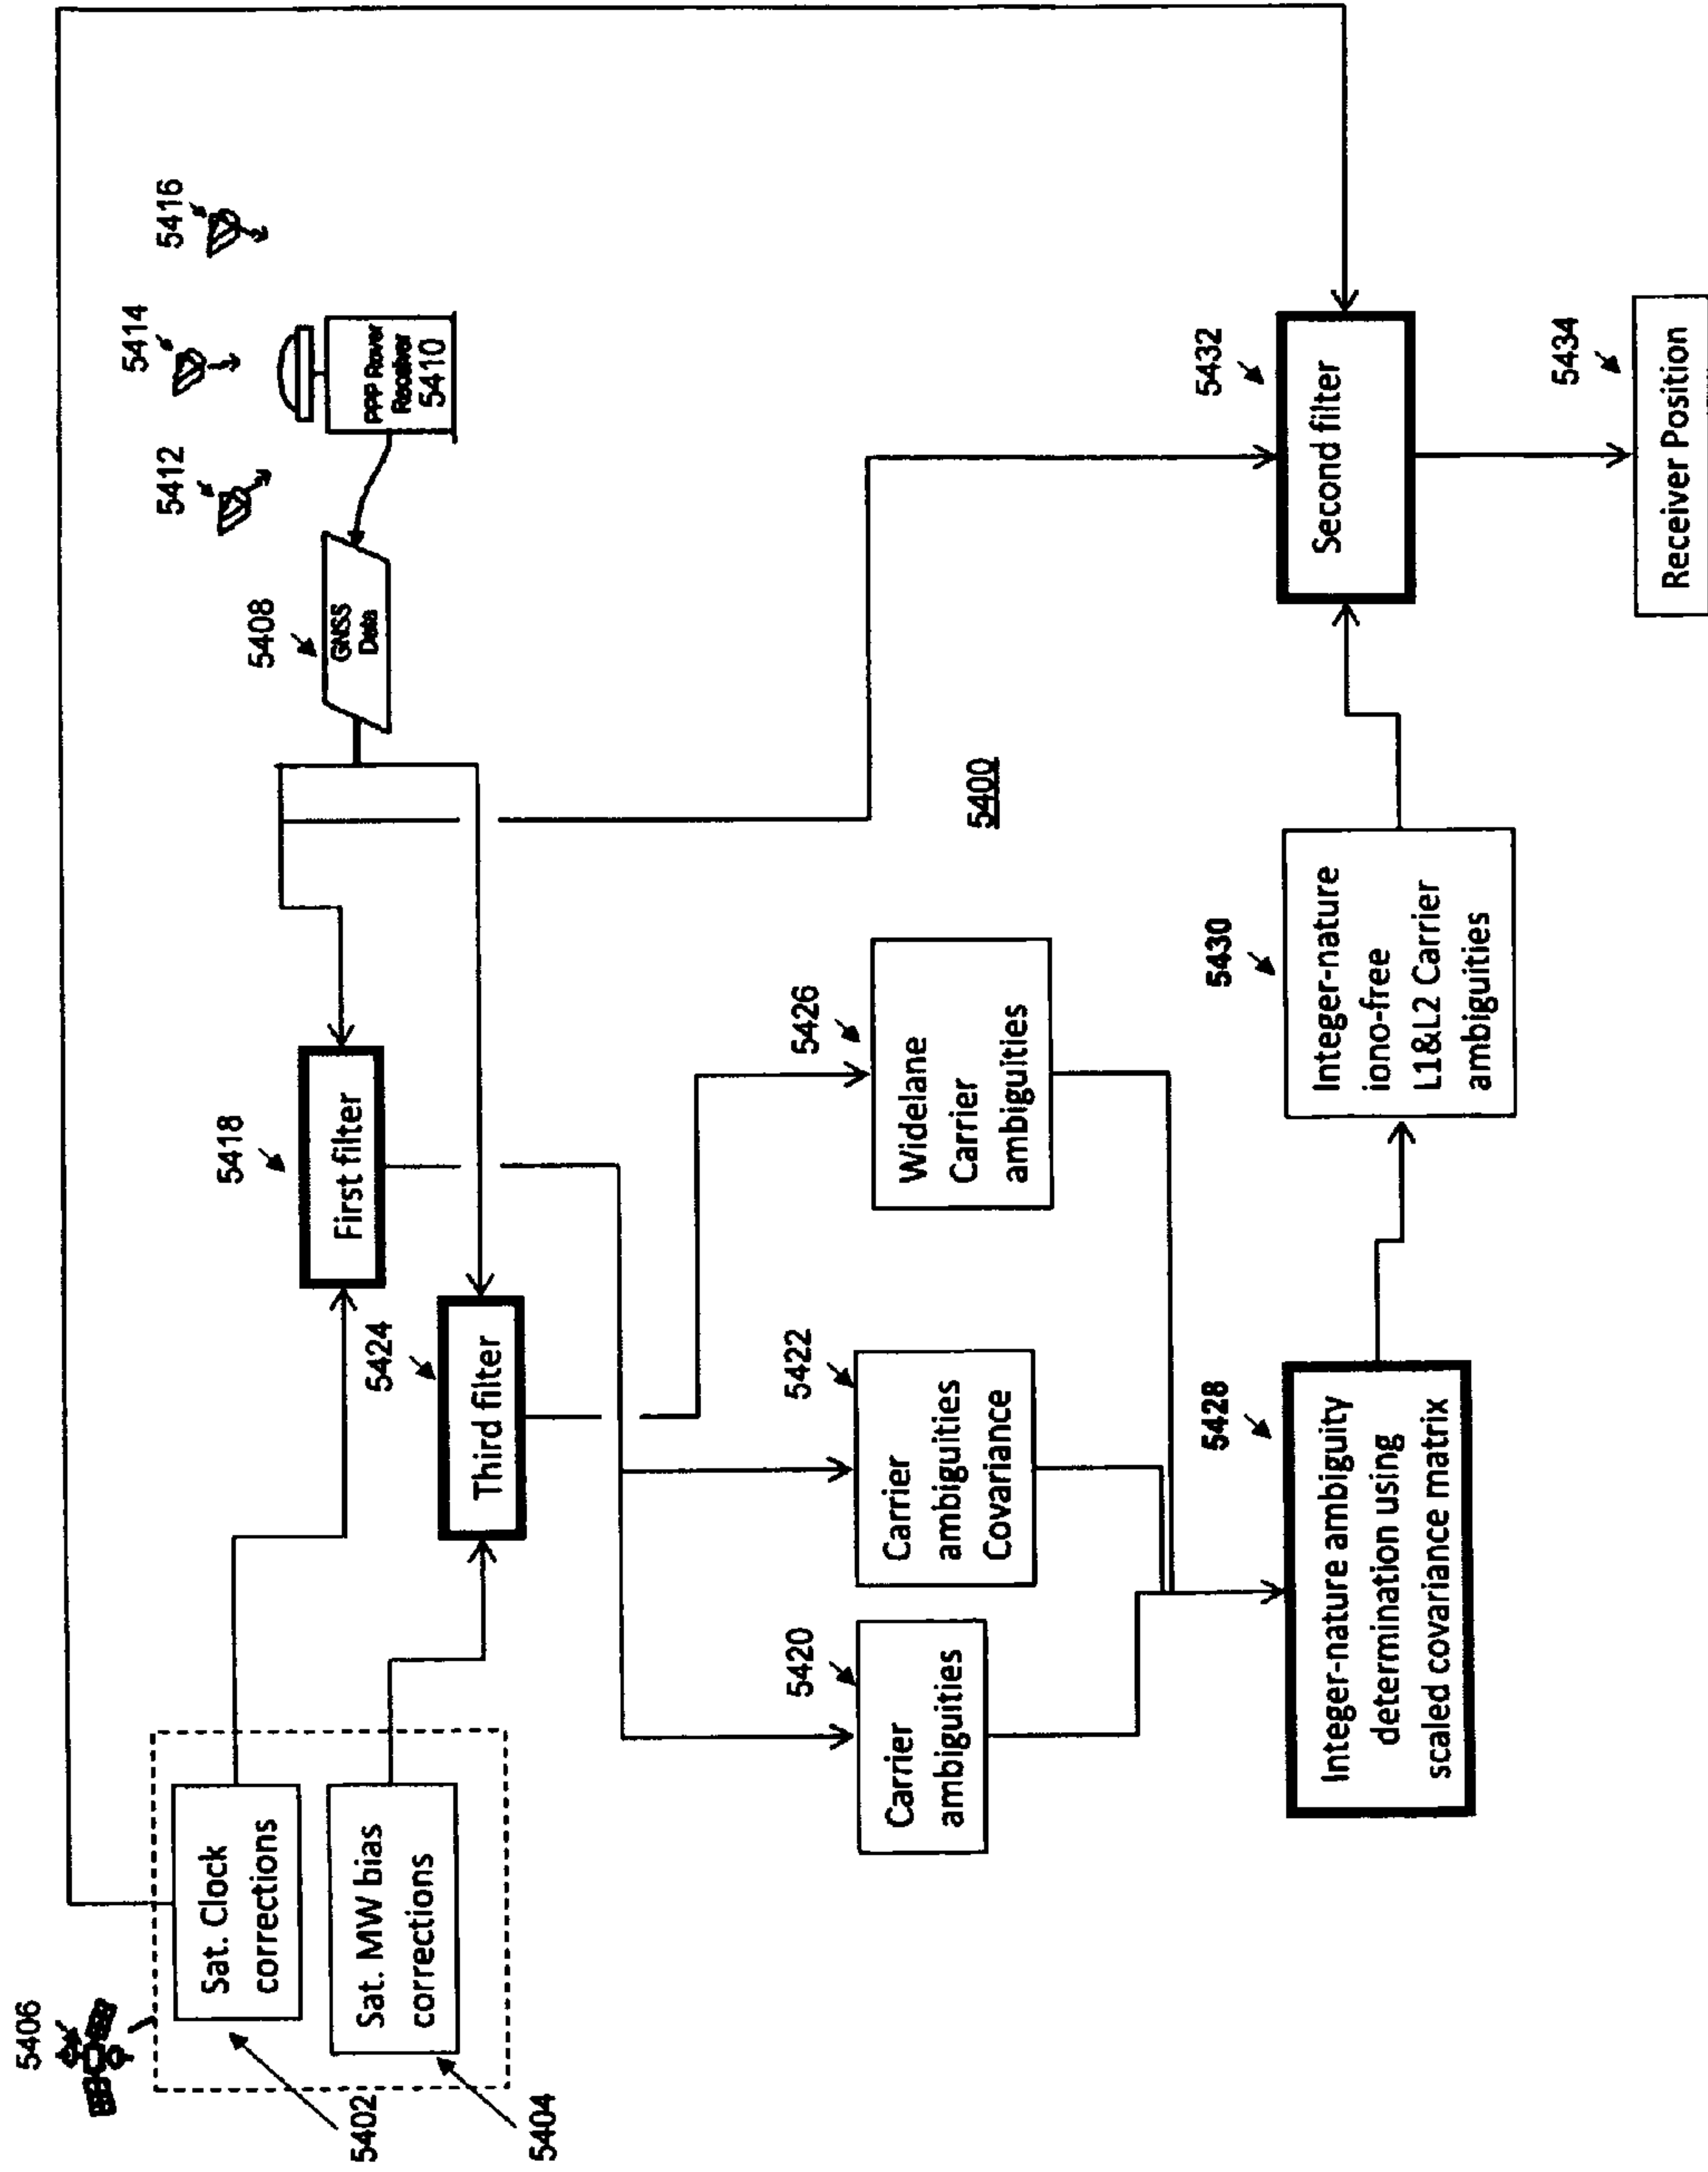 5406
5402
5404
Sat. Clock
corrections
Sat. MW bias
corrections
5412
5414
5416
PPP Rover
Receiver
5410
5408
GNSS
Data
5418
First filter
5424
Third filter
5420
Carrier
ambiguities
5422
Carrier
ambiguities
Covariance
5426
Widelane
Carrier
ambiguities
5400
5428
Integer-nature ambiguity
determination using
scaled covariance matrix
5430
Integer-nature
iono-free
L1&L2 Carrier
ambiguities
5432
Second filter
5434
Receiver Position